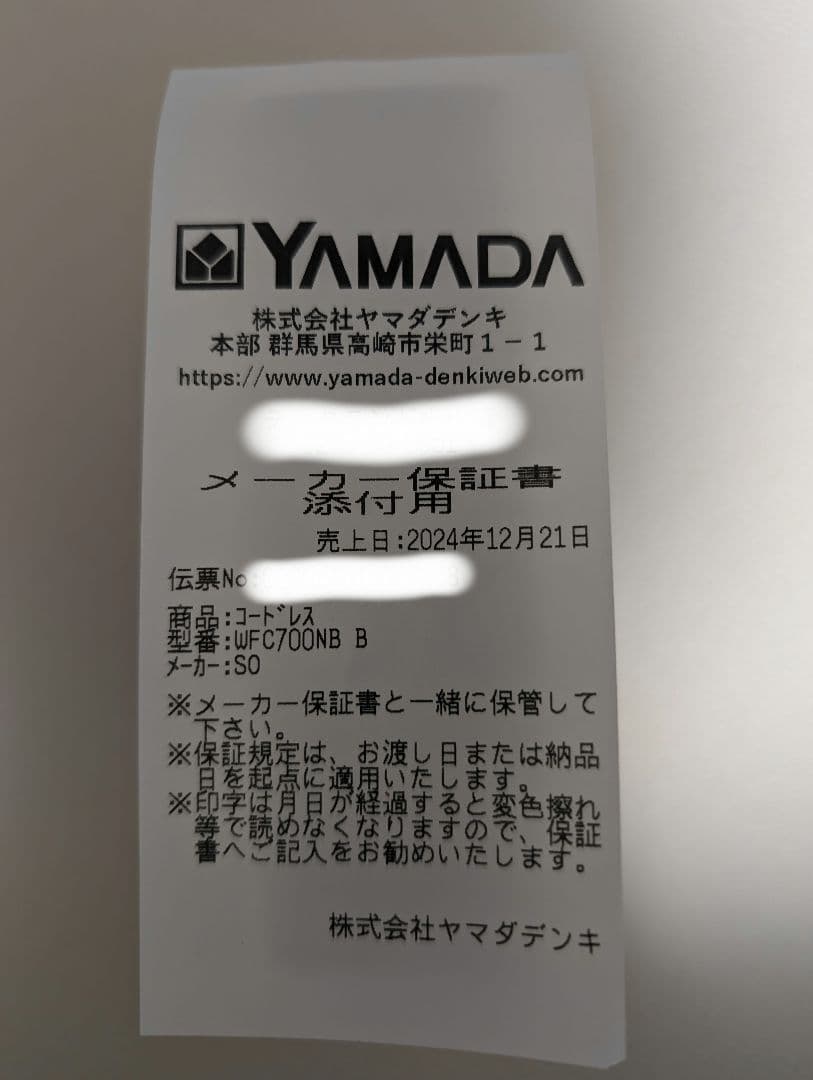 YAMADA
株式会社ヤマダデンキ
本部 群馬県高崎市栄町1-1
https://www.yamada-denkiweb.com
メーカー保証書
添付用
売上日:2024年12月21日
伝票No:
商品:ｺｰﾄﾞﾚｽ
型番:WFC700NB B
ﾒｰｶｰ:SO
※メーカー保証書と一緒に保管して
下さい。
※保証規定は、お渡し日または納品
日を起点に適用いたします。
※印字は月日が経過すると変色擦れ
等で読めなくなりますので、保証
書へご記入をお勧めいたします。
株式会社ヤマダデンキ